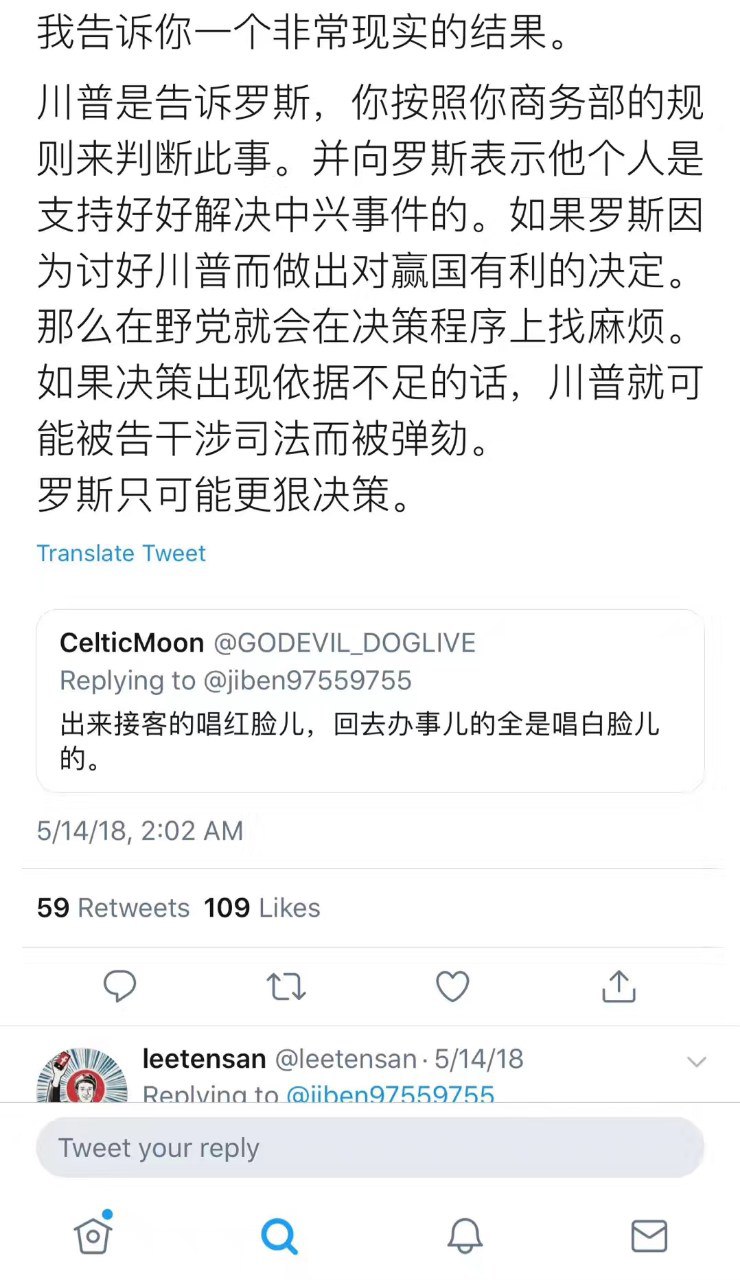 我告诉你一个非常现实的结果。
川普是告诉罗斯，你按照你商务部的规
则来判断此事。并向罗斯表示他个人是
支持好好解决中兴事件的。如果罗斯因
为讨好川普而做出对赢国有利的决定。
那么在野党就会在决策程序上找麻烦。
如果决策出现依据不足的话，川普就可
能被告干涉司法而被弹劾。
罗斯只可能更狠决策。
Translate Tweet
CelticMoon @GODEVIL_DOGLIVE
Replying to @jiben97559755
出来接客的唱红脸儿，回去办事儿的全是唱白脸儿
的。
5/14/18, 2:02 AM
59 Retweets 109 Likes
leetensan @leetensan · 5/14/18
Replying to @jiben97559755
Tweet your reply